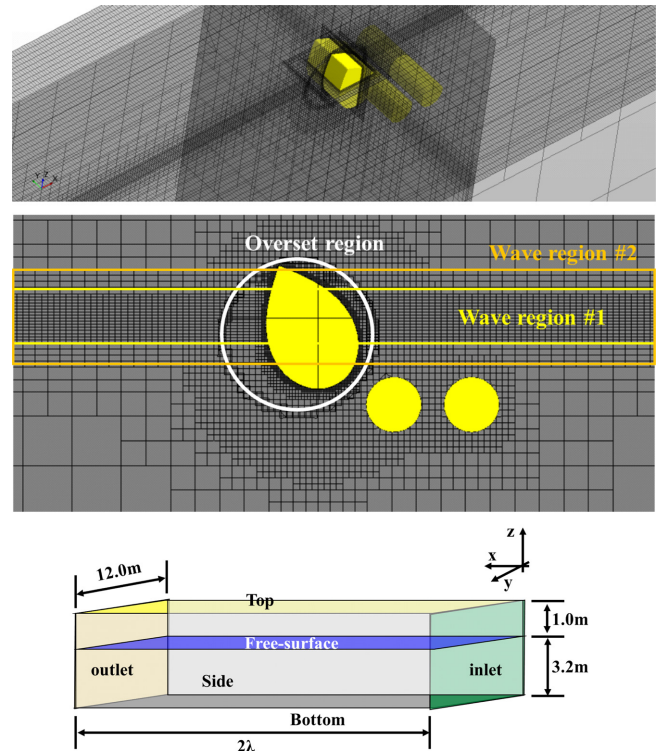 Y Z X
Overset region
Wave region #2
Wave region #1
z
x
y
12.0m
Top
1.0m
Free-surface
outlet
inlet
3.2m
Side
Bottom
2λ